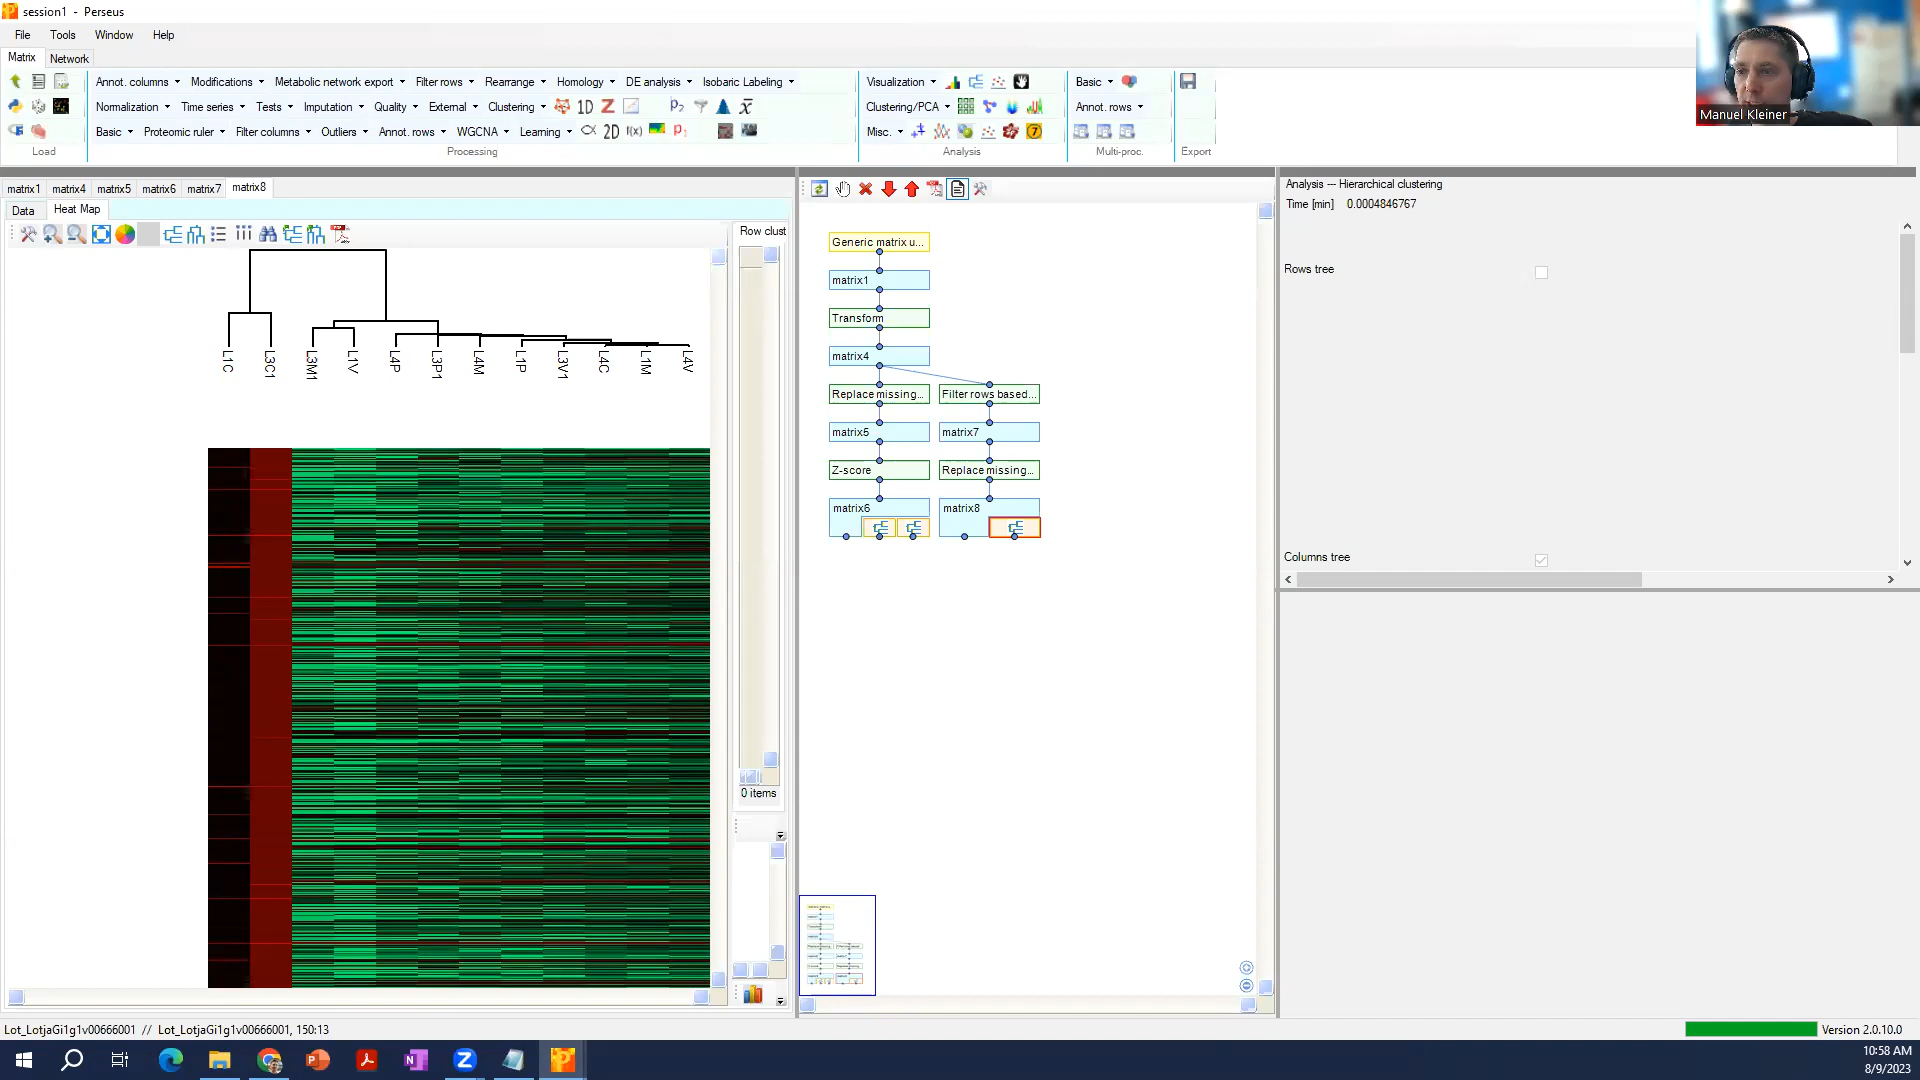 session1 - Perseus
File Tools Window Help
Matrix Network
Annot. columns Modifications Metabolic network export Filter rows Rearrange Homology DE analysis Isobaric Labeling
Normalization Time series Tests Imputation Quality External Clustering 1D Z p2 x
Basic Proteomic ruler Filter columns Outliers Annot. rows WGCNA Learning 2D f(x) p1
Load
Processing
Visualization
Clustering/PCA
Misc.
Analysis
Basic
Annot. rows
Multi-proc.
Export
Manuel Kleiner
matrix1 matrix4 matrix5 matrix6 matrix7 matrix8
Data Heat Map
Row clust
L1C L3C1 L3M1 L1V L4P L3P1 L4M L1P L3V1 L4C L1M L4V
0 items
Generic matrix u...
matrix1
Transform
matrix4
Replace missing... Filter rows based...
matrix5 matrix7
Z-score Replace missing...
matrix6 matrix8
Analysis --- Hierarchical clustering
Time [min] 0.0004846767
Rows tree
Columns tree
Lot_LotjaGi1g1v00666001 // Lot_LotjaGi1g1v00666001, 150:13
Version 2.0.10.0
10:58 AM
8/9/2023